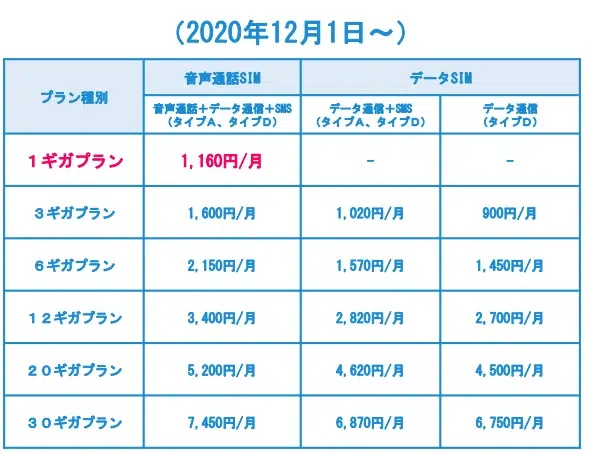 （2020年12月1日～）
プラン種別
音声通話SIM
データSIM
音声通話＋データ通信＋SMS
（タイプA、タイプD）
データ通信＋SMS
（タイプA、タイプD）
データ通信
（タイプD）
１ギガプラン 1,160円/月 － －
３ギガプラン 1,600円/月 1,020円/月 900円/月
６ギガプラン 2,150円/月 1,570円/月 1,450円/月
１２ギガプラン 3,400円/月 2,820円/月 2,700円/月
２０ギガプラン 5,200円/月 4,620円/月 4,500円/月
３０ギガプラン 7,450円/月 6,870円/月 6,750円/月